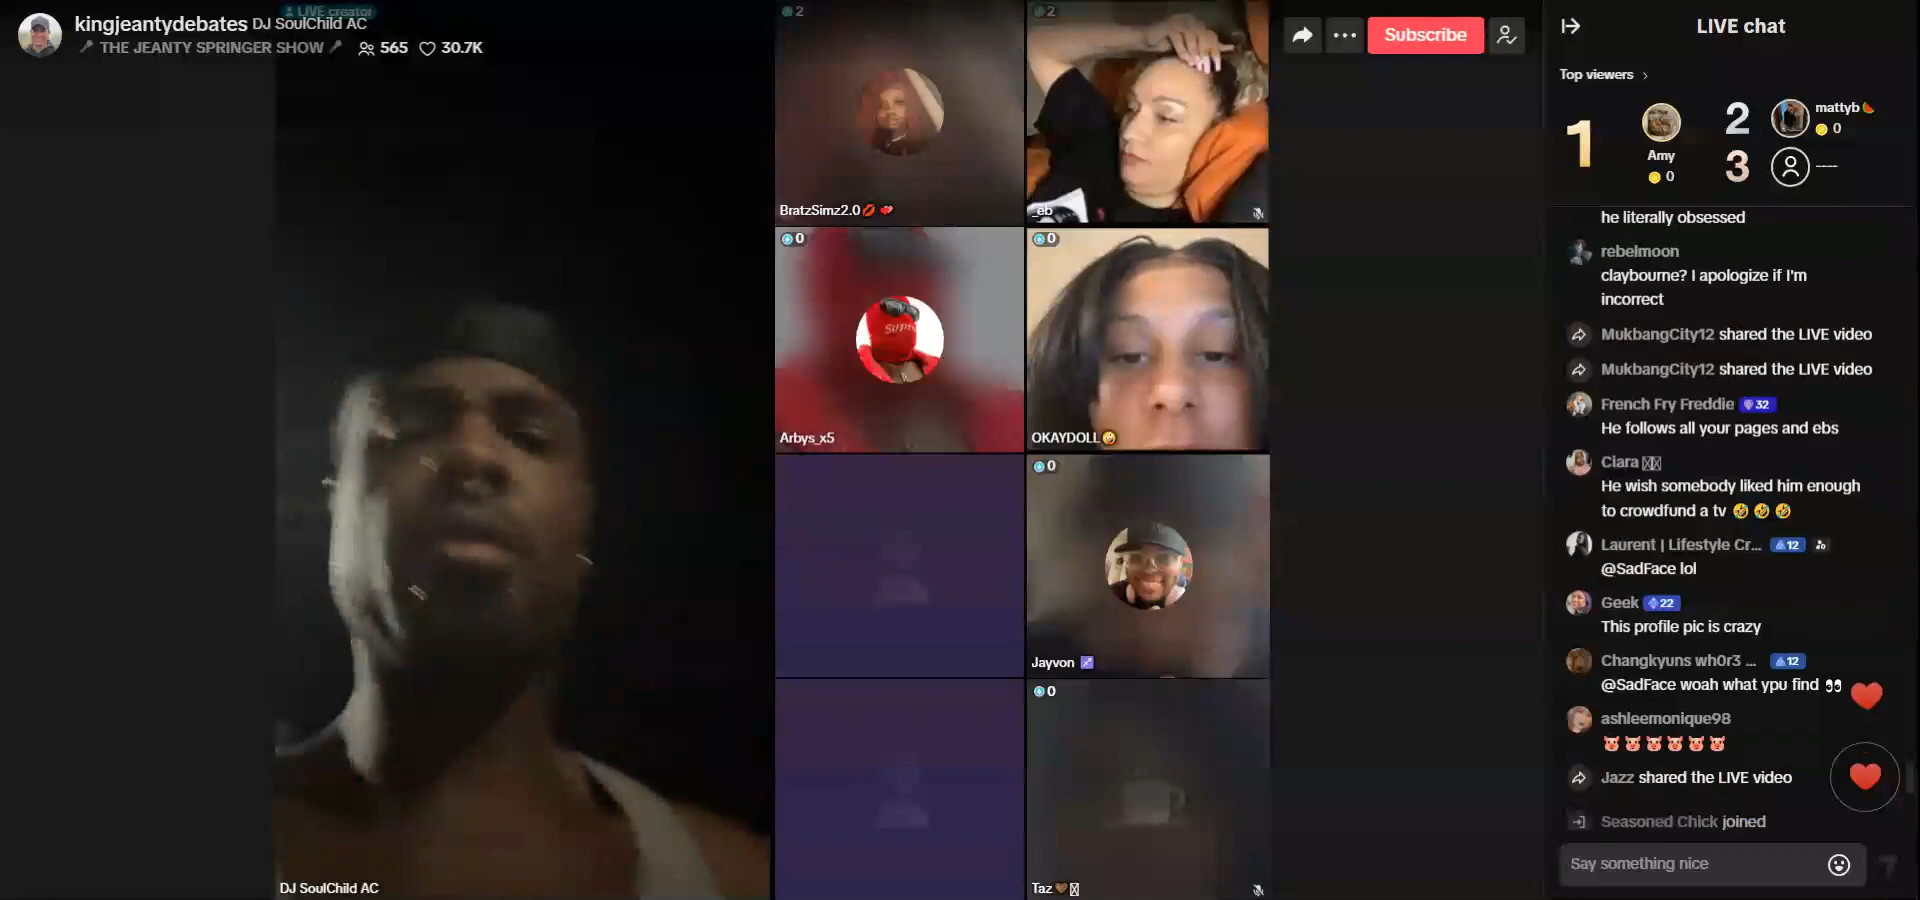 LIVE creator
kingjeantydebates DJ SoulChild AC
THE JEANTY SPRINGER SHOW 565 30.7K
2
2
Subscribe
LIVE chat
Top viewers >
1
Amy
0
2
mattyb🍉
0
3
----
BratzSimz2.0💋 💖
_eb
0
0
Arbys_x5
OKAYDOLL🤪
SUPR
0
Jayvon ♐
0
Taz🤎
DJ SoulChild AC
he literally obsessed
rebelmoon
claybourne? I apologize if I'm
incorrect
MukbangCity12 shared the LIVE video
MukbangCity12 shared the LIVE video
French Fry Freddie 32
He follows all your pages and ebs
Ciara
He wish somebody liked him enough
to crowdfund a tv 🤣 🤣 🤣
Laurent | Lifestyle Cr... 12
@SadFace lol
Geek 22
This profile pic is crazy
Changkyuns wh0r3 ... 12
@SadFace woah what ypu find 👀
ashleemonique98
🐷 🐷 🐷 🐷 🐷 🐷
Jazz shared the LIVE video
Seasoned Chick joined
Say something nice